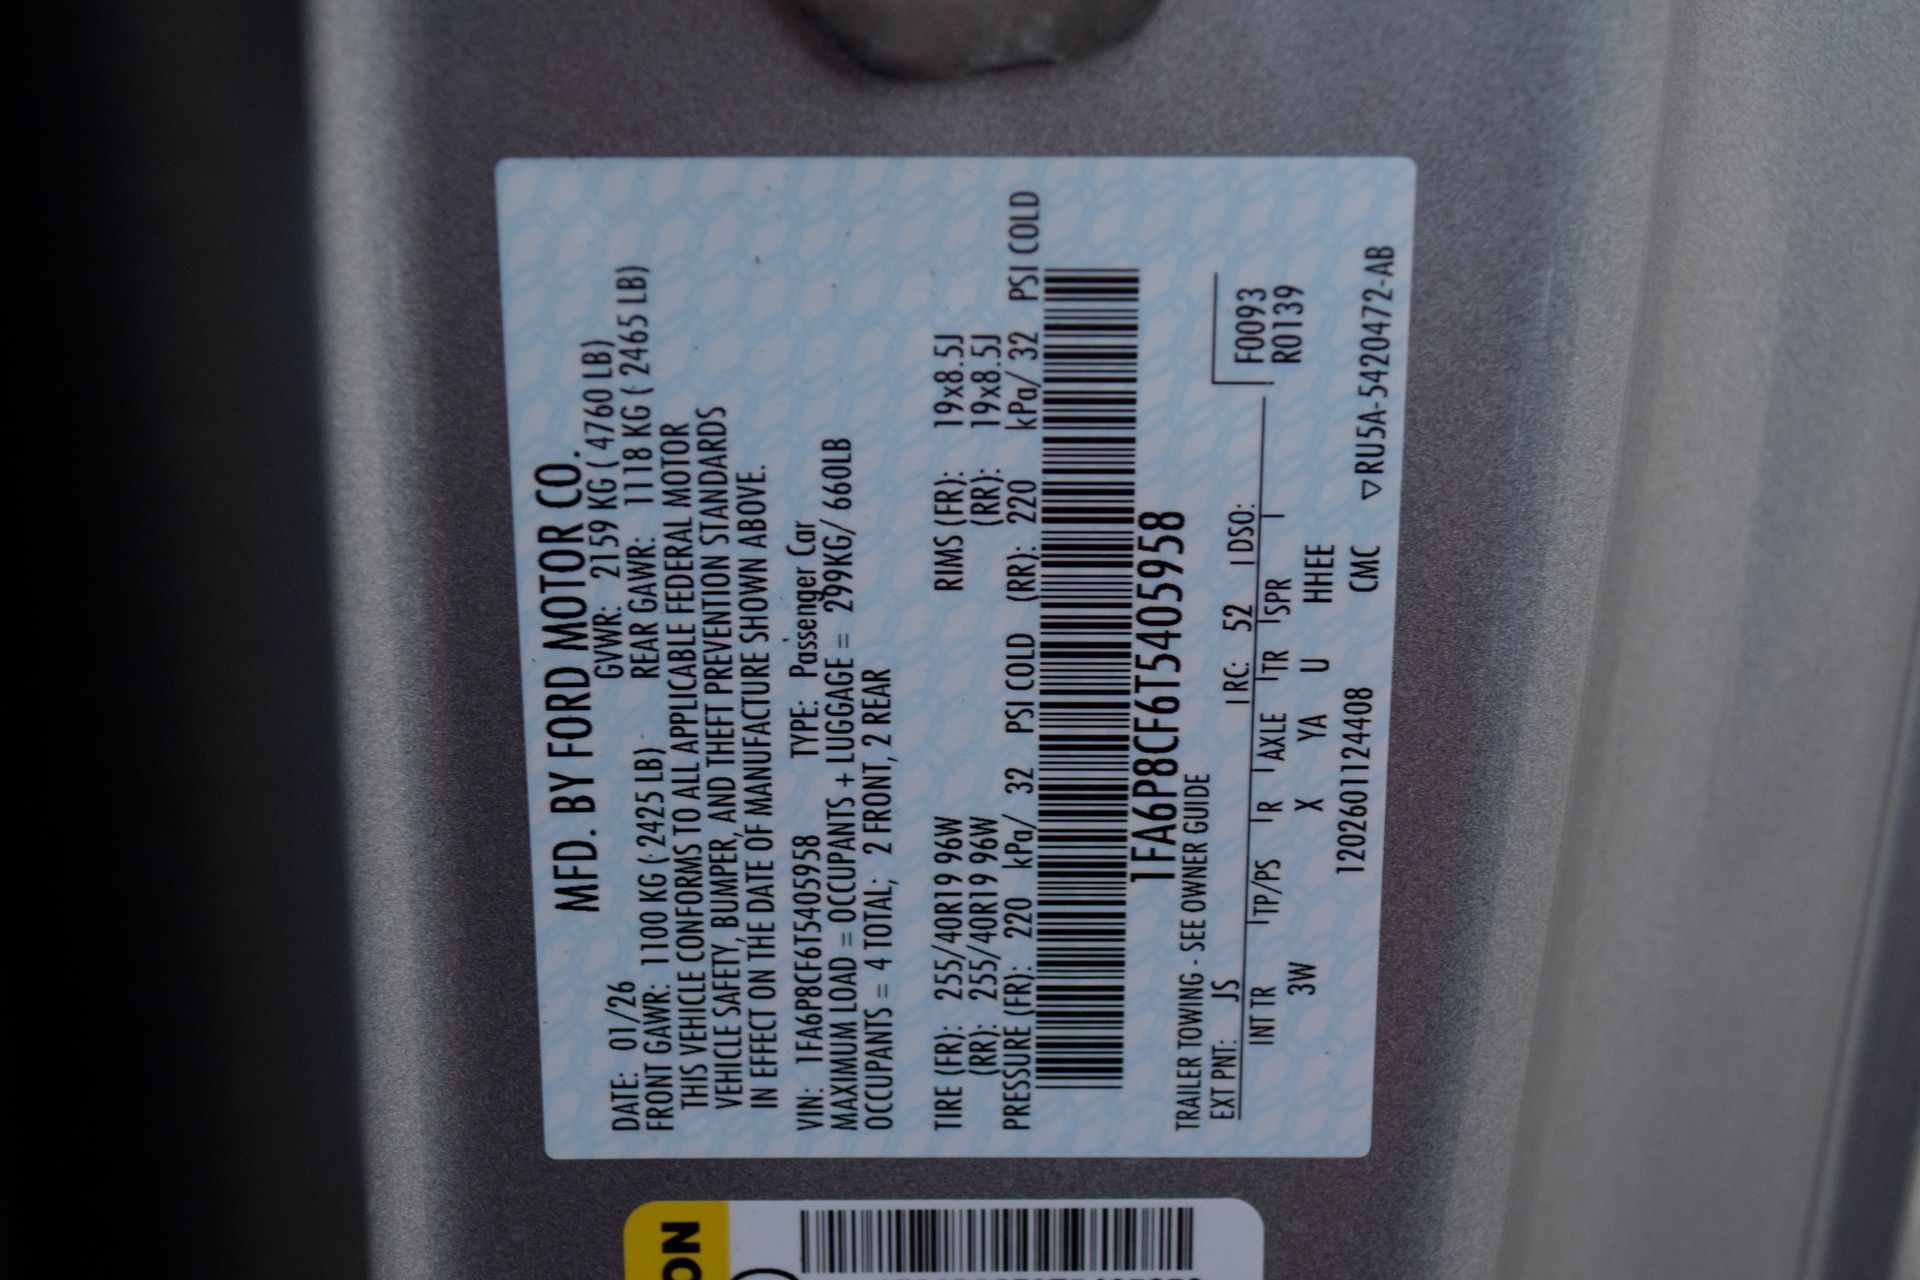 MFD. BY FORD MOTOR CO.
DATE: 01/26 GVWR: 2159 KG ( 4760 LB)
FRONT GAWR: 1100 KG ( 2425 LB) REAR GAWR: 1118 KG ( 2465 LB)
THIS VEHICLE CONFORMS TO ALL APPLICABLE FEDERAL MOTOR
VEHICLE SAFETY, BUMPER, AND THEFT PREVENTION STANDARDS
IN EFFECT ON THE DATE OF MANUFACTURE SHOWN ABOVE.
VIN: 1FA6P8CF6T5405958 TYPE: Passenger Car
MAXIMUM LOAD = OCCUPANTS + LUGGAGE = 299KG/ 660LB
OCCUPANTS = 4 TOTAL; 2 FRONT, 2 REAR
TIRE (FR): 255/40R19 96W RIMS (FR): 19x8.5J
(RR): 255/40R19 96W (RR): 19x8.5J
PRESSURE (FR): 220 kPa/ 32 PSI COLD (RR): 220 kPa/ 32 PSI COLD
1FA6P8CF6T5405958
TRAILER TOWING - SEE OWNER GUIDE
EXT PNT: JS RC: 52 DSO: F0093
INT TR TP/PS R AXLE TR SPR R0139
3W X YA U HHEE
1202601124408 CMC ▽RU5A-5420472-AB
ON